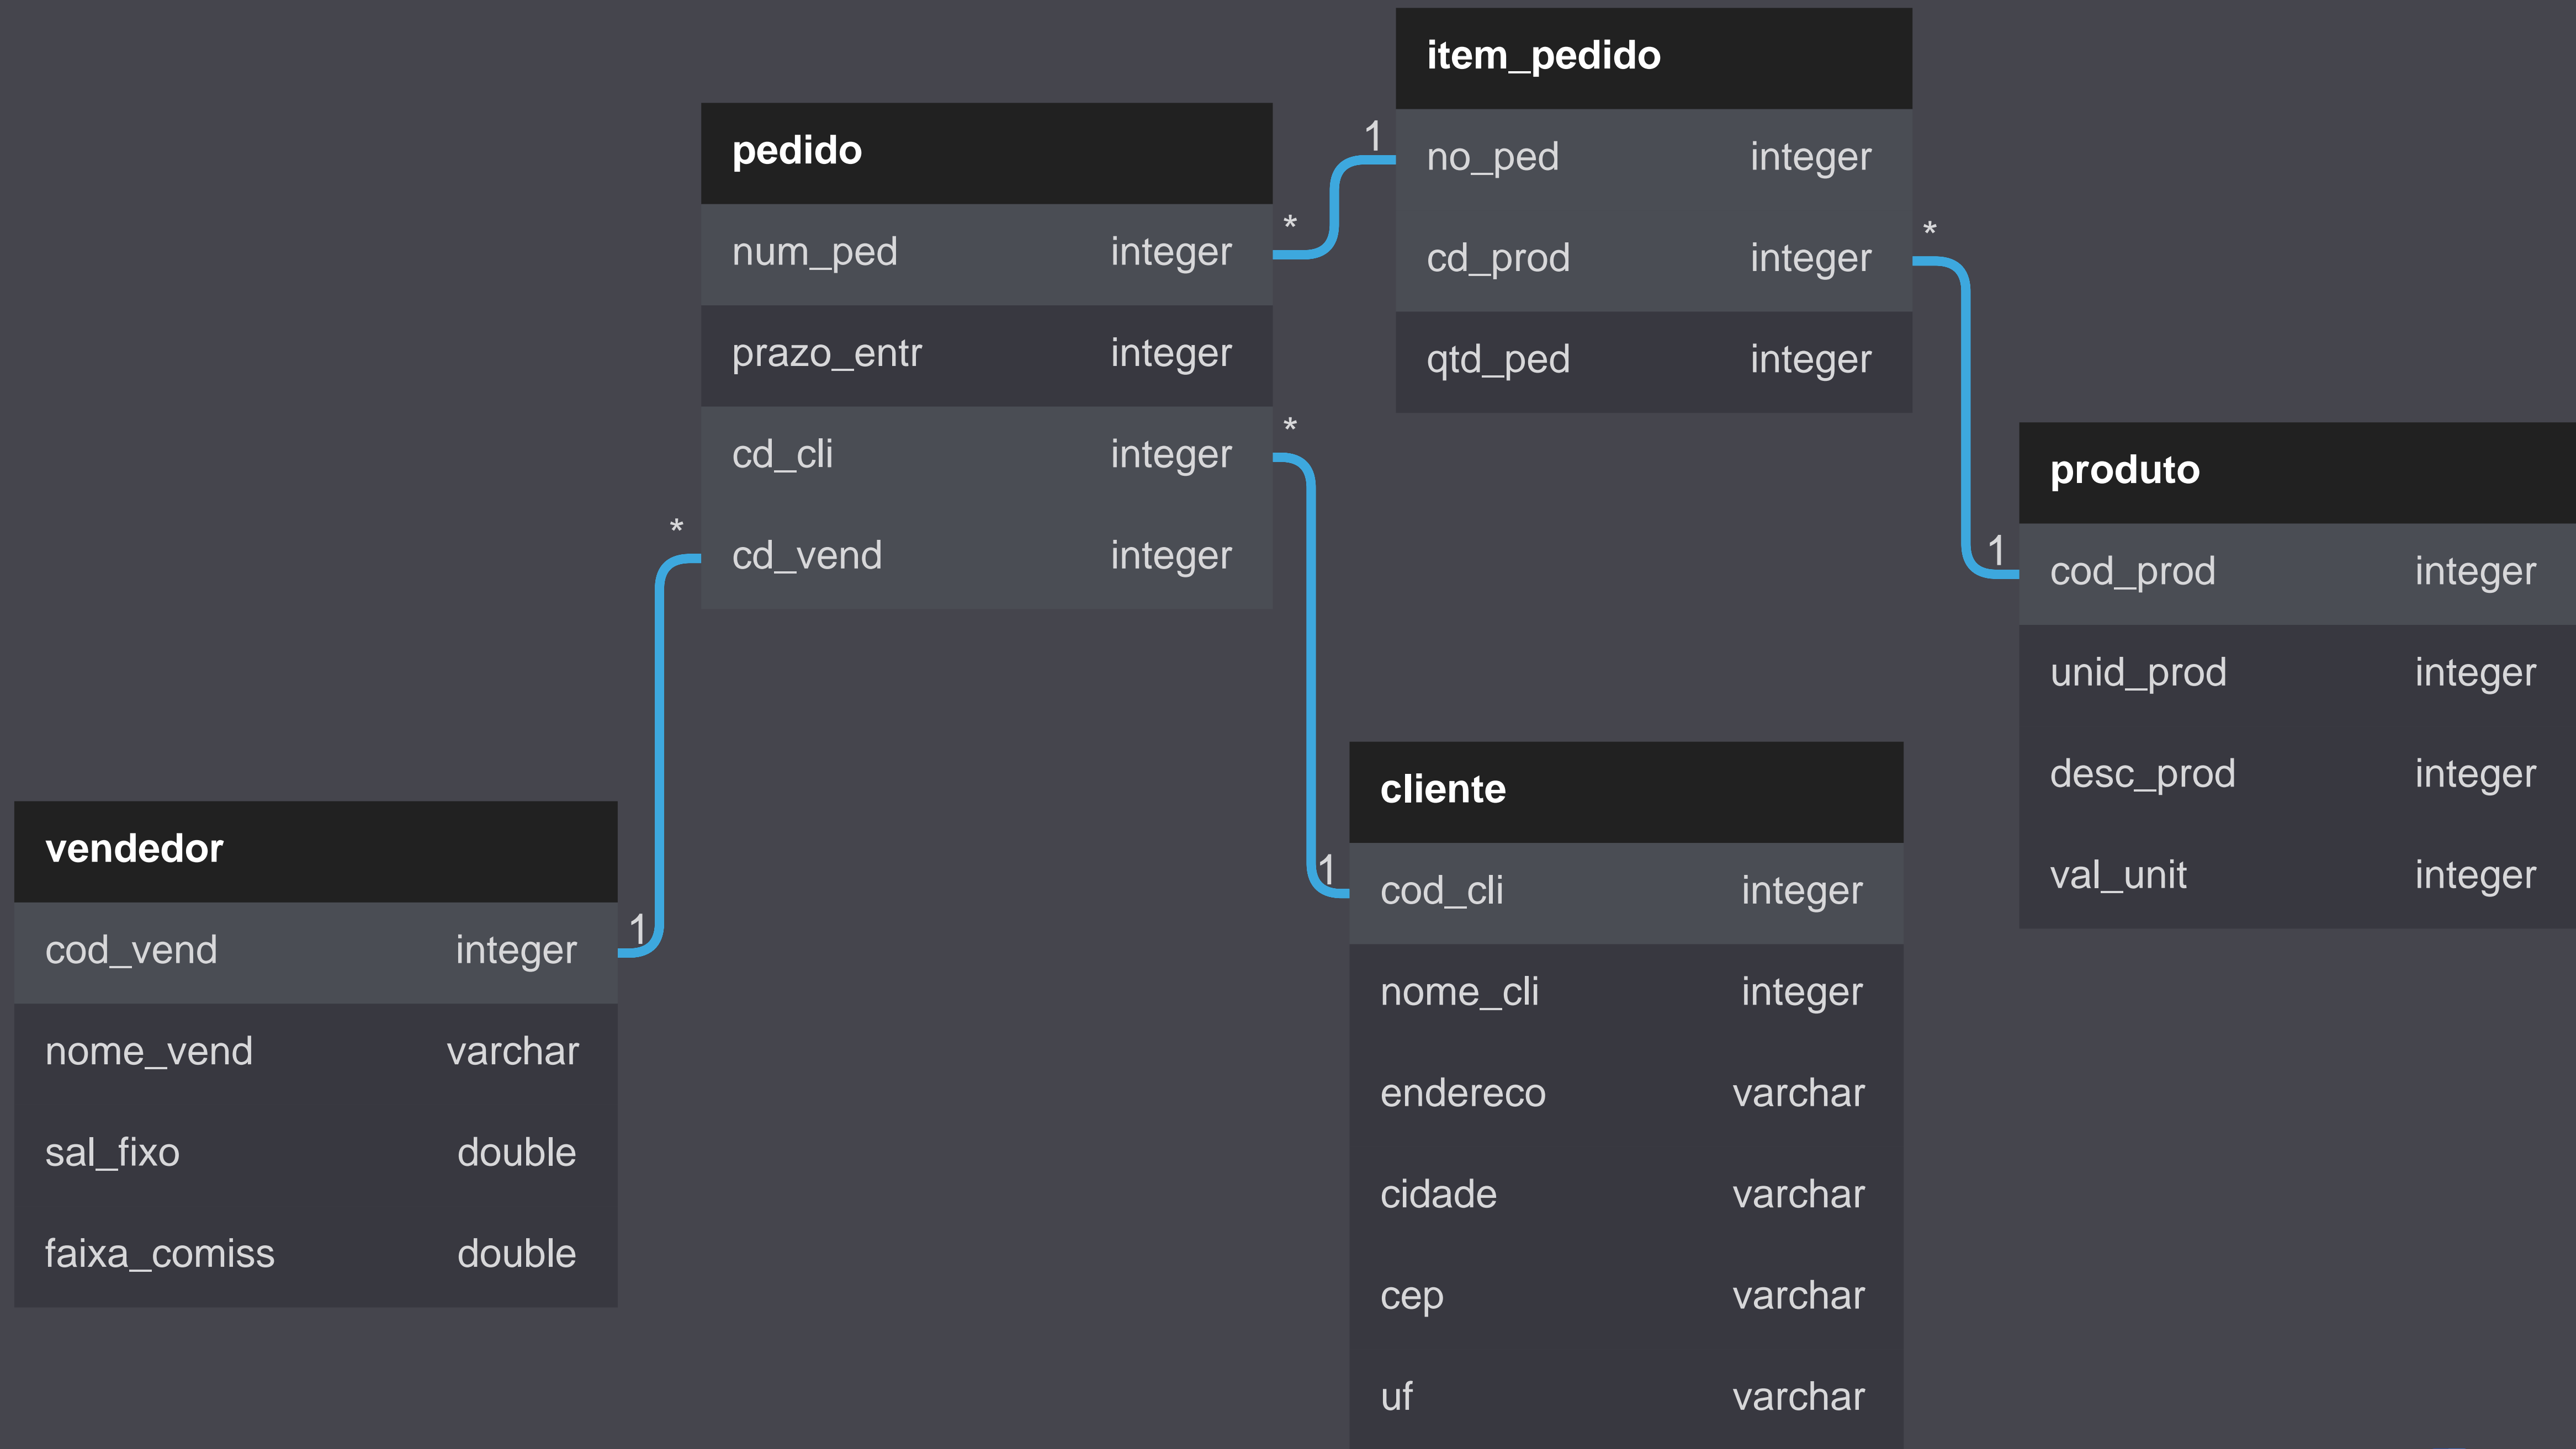 item_pedido
no_ped integer
cd_prod integer
qtd_ped integer
1
*
pedido
num_ped integer
prazo_entr integer
cd_cli integer
cd_vend integer
*
*
*
produto
cod_prod integer
unid_prod integer
desc_prod integer
val_unit integer
1
cliente
cod_cli integer
nome_cli integer
endereco varchar
cidade varchar
cep varchar
uf varchar
1
vendedor
cod_vend integer
nome_vend varchar
sal_fixo double
faixa_comiss double
1